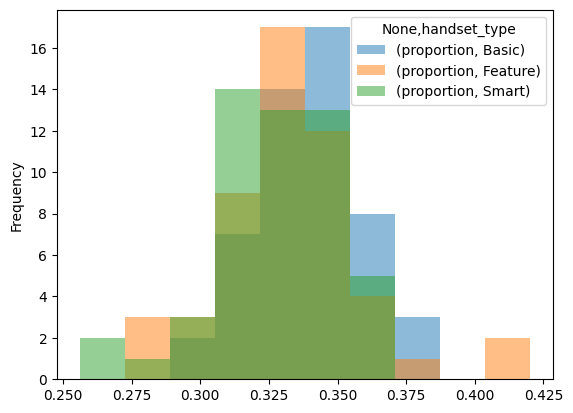 None,handset_type
(proportion, Basic)
(proportion, Feature)
(proportion, Smart)
Frequency
16
14
12
10
8
6
4
2
0
0.250 0.275 0.300 0.325 0.350 0.375 0.400 0.425